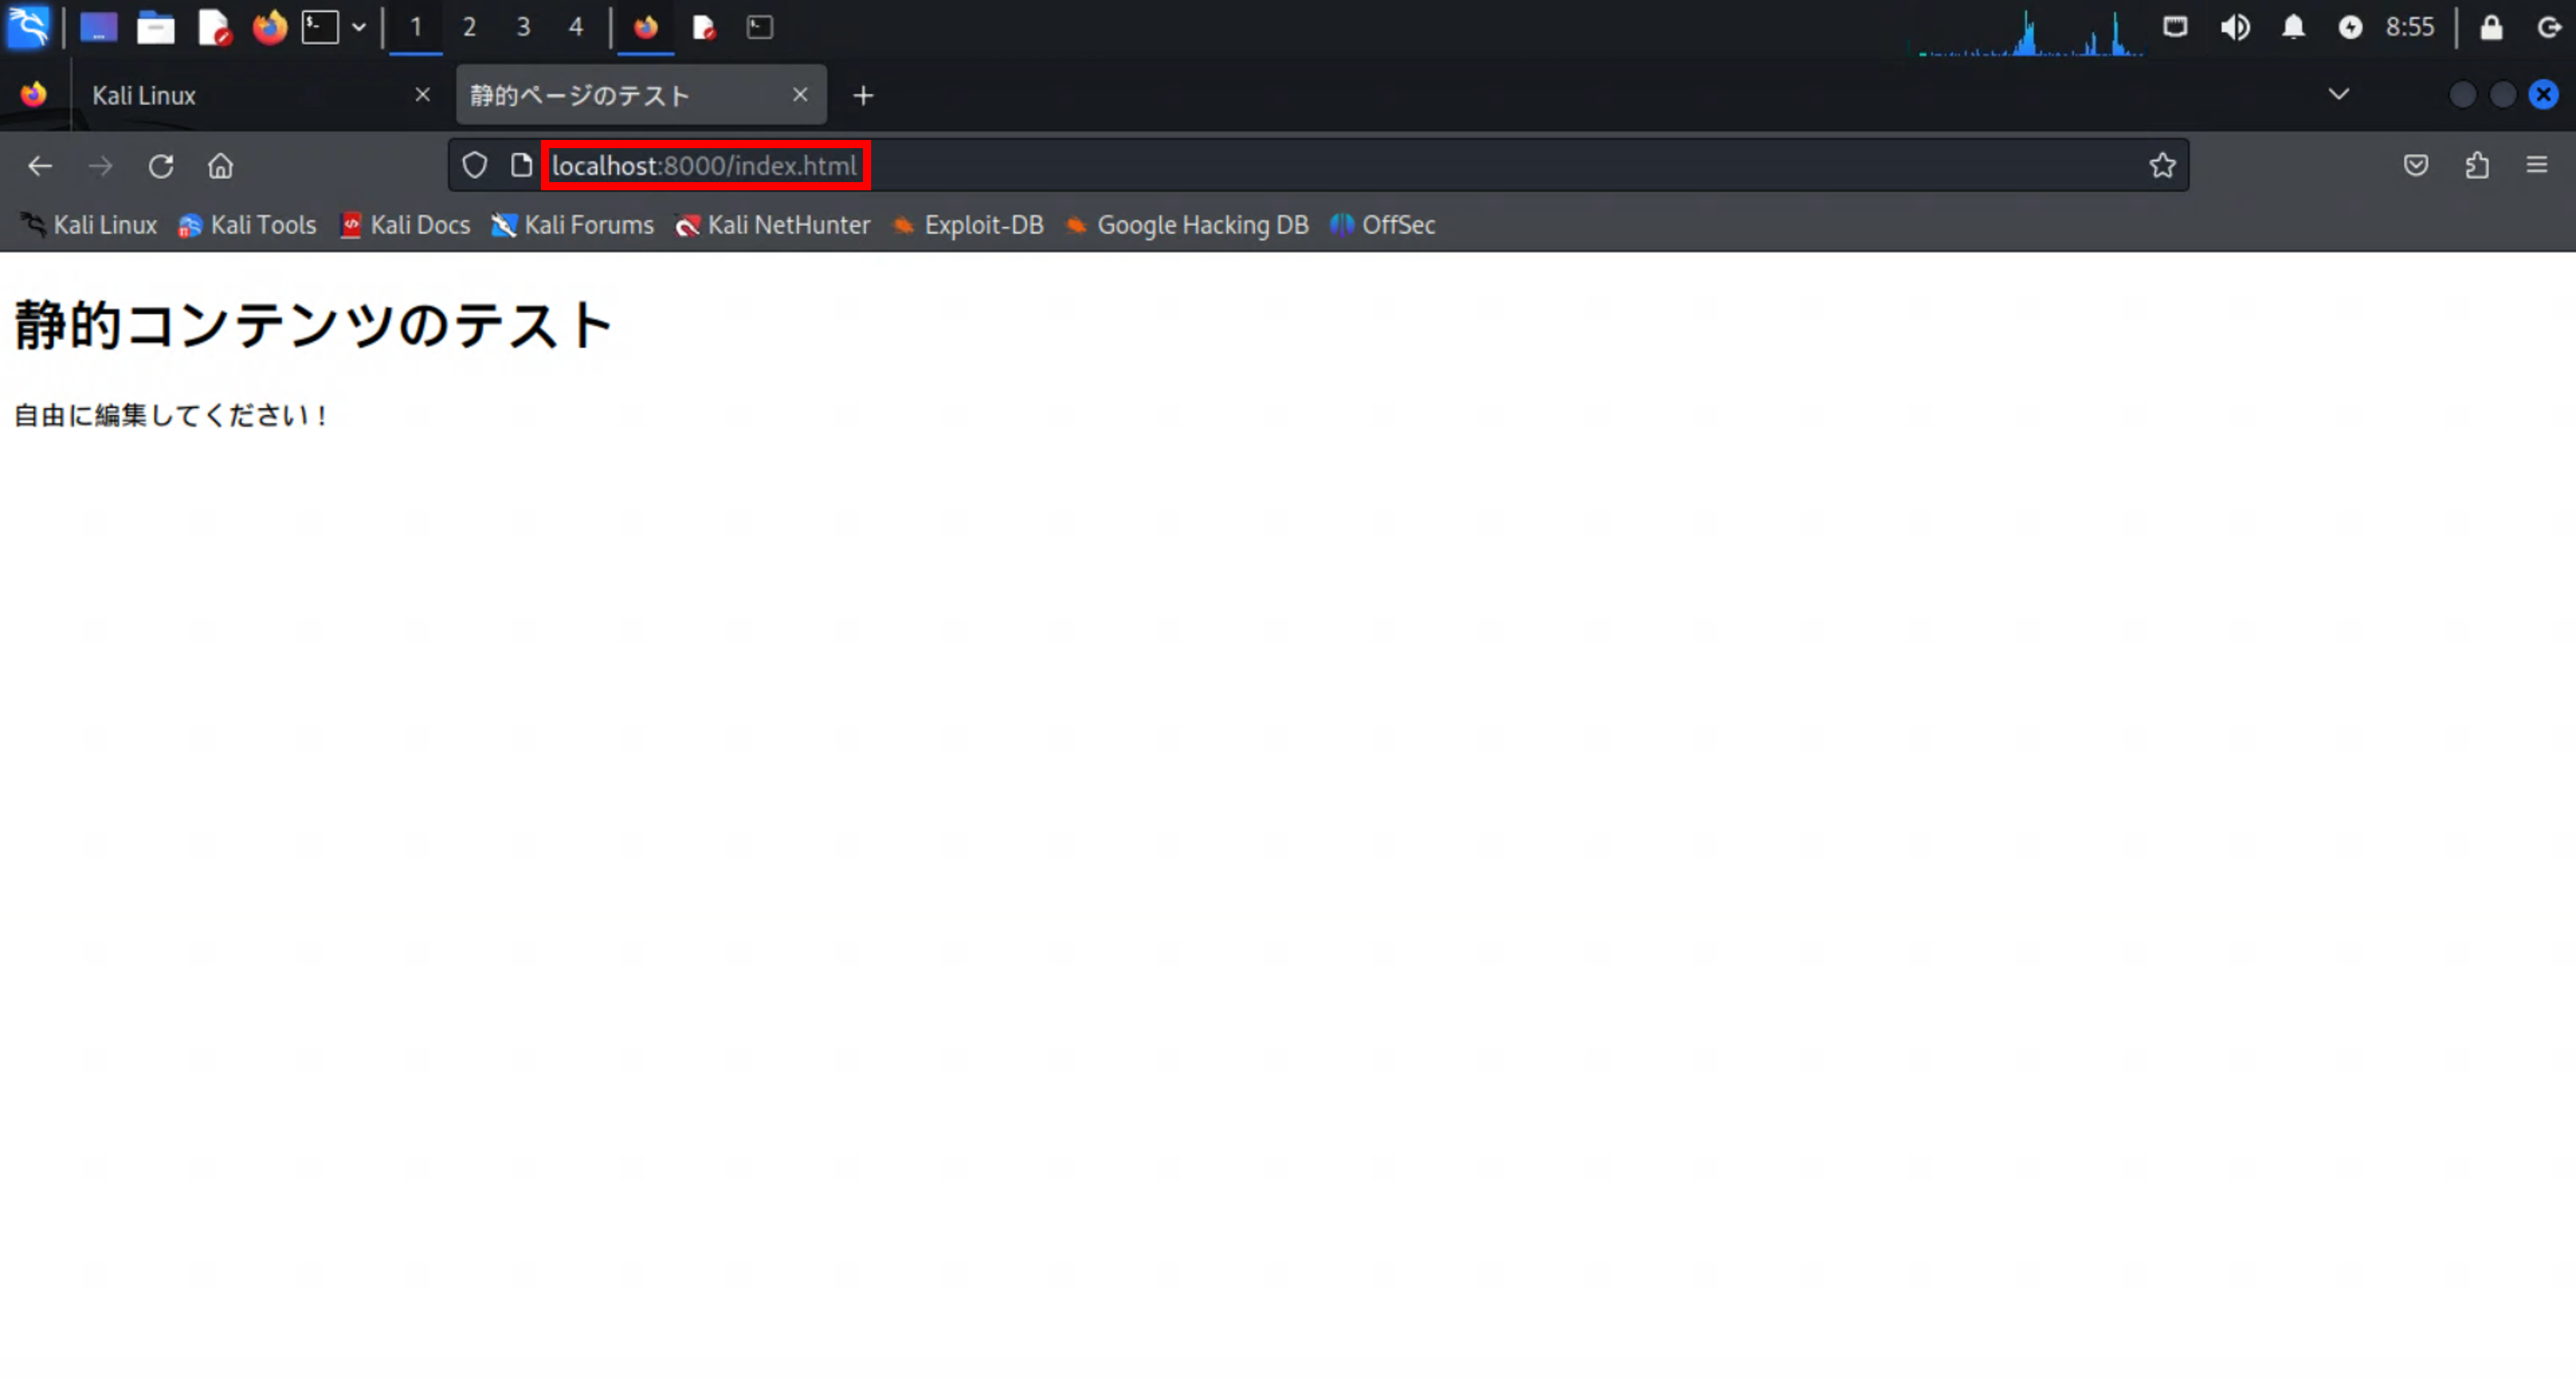 1 2 3 4 8:55
Kali Linux 静的ページのテスト
localhost:8000/index.html
Kali Linux Kali Tools Kali Docs Kali Forums Kali NetHunter Exploit-DB Google Hacking DB OffSec
静的コンテンツのテスト
自由に編集してください！